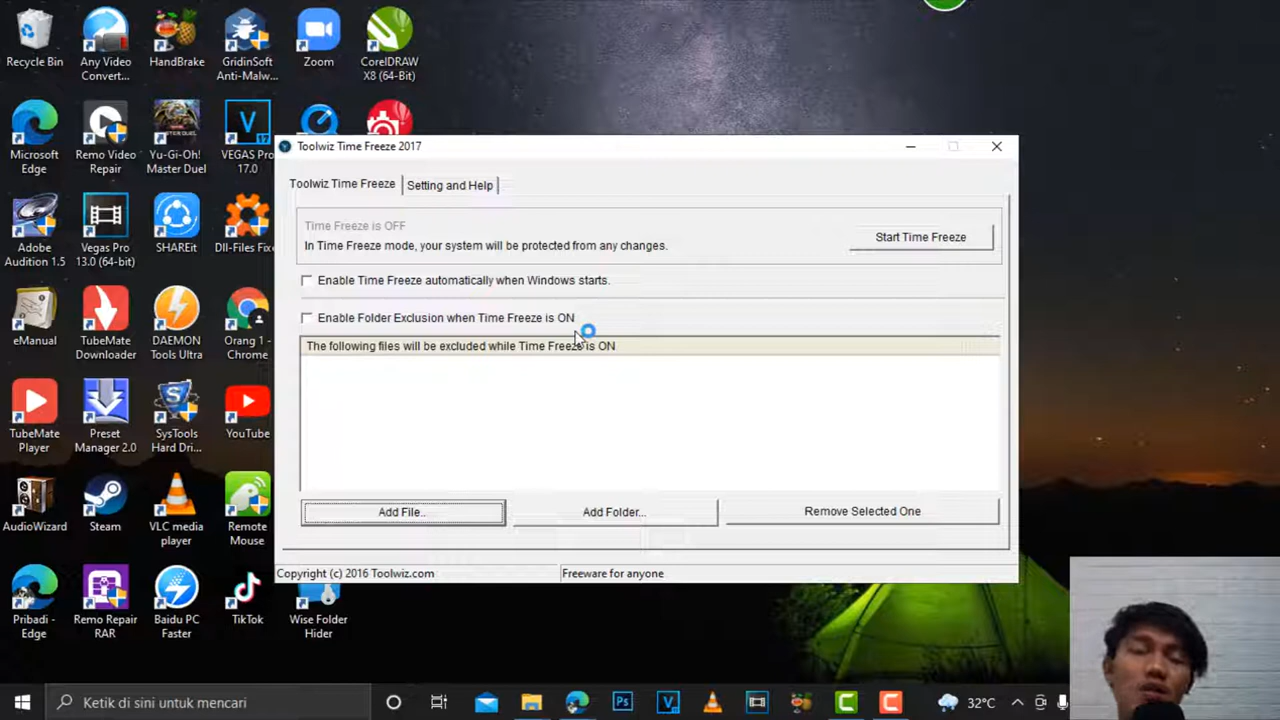 Recycle Bin
Any Video
Convert...
HandBrake
GridinSoft
Anti-Malw...
Zoom
CorelDRAW
X8 (64-Bit)
Microsoft
Edge
Remo Video
Repair
Yu-Gi-Oh!
Master Duel
VEGAS Pro
17.0
Adobe
Audition 1.5
Vegas Pro
13.0 (64-bit)
SHAREit
Dll-Files Fix
eManual
TubeMate
Downloader
DAEMON
Tools Ultra
Orang 1 -
Chrome
TubeMate
Player
Preset
Manager 2.0
SysTools
Hard Dri...
YouTube
AudioWizard
Steam
VLC media
player
Remote
Mouse
Pribadi -
Edge
Remo Repair
RAR
Baidu PC
Faster
TikTok
Wise Folder
Hider
Toolwiz Time Freeze 2017
Toolwiz Time Freeze
Setting and Help
Time Freeze is OFF
In Time Freeze mode, your system will be protected from any changes.
Start Time Freeze
Enable Time Freeze automatically when Windows starts.
Enable Folder Exclusion when Time Freeze is ON
The following files will be excluded while Time Freeze is ON
Add File..
Add Folder...
Remove Selected One
Copyright (c) 2016 Toolwiz.com
Freeware for anyone
Ketik di sini untuk mencari
32°C